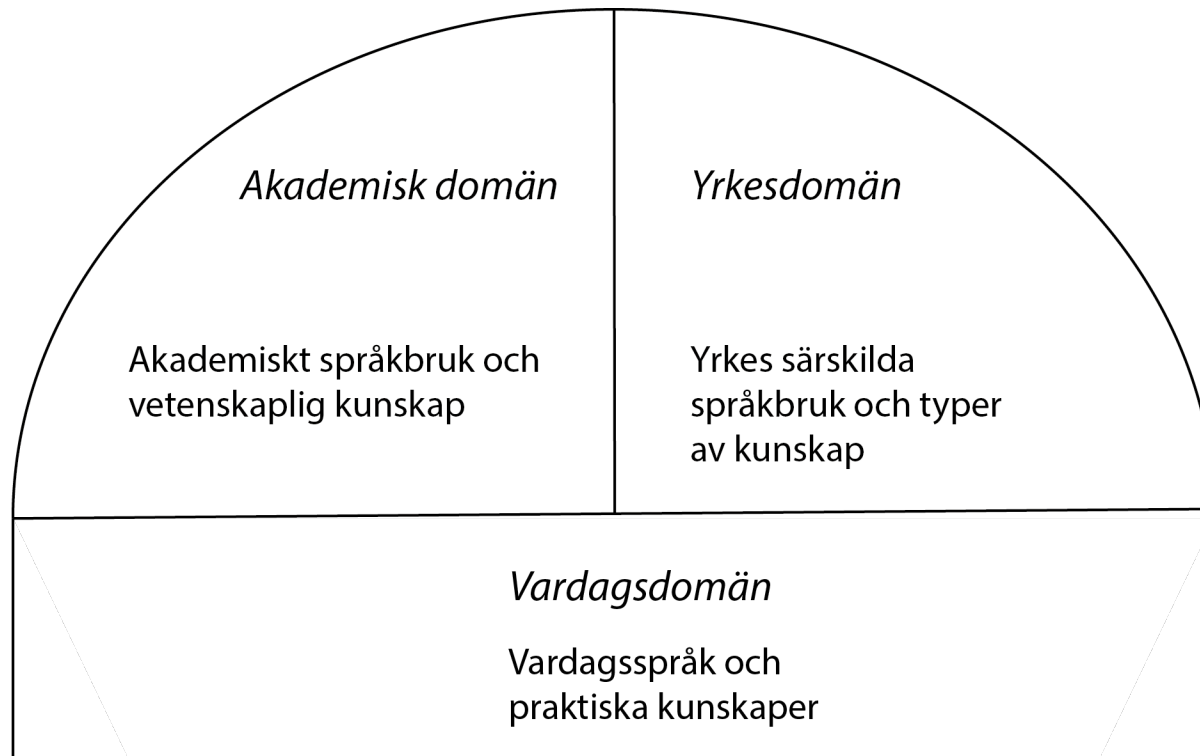 Akademisk domän
Akademiskt språkbruk och
vetenskaplig kunskap
Yrkesdomän
Yrkes särskilda
språkbruk och typer
av kunskap
Vardagsdomän
Vardagsspråk och
praktiska kunskaper